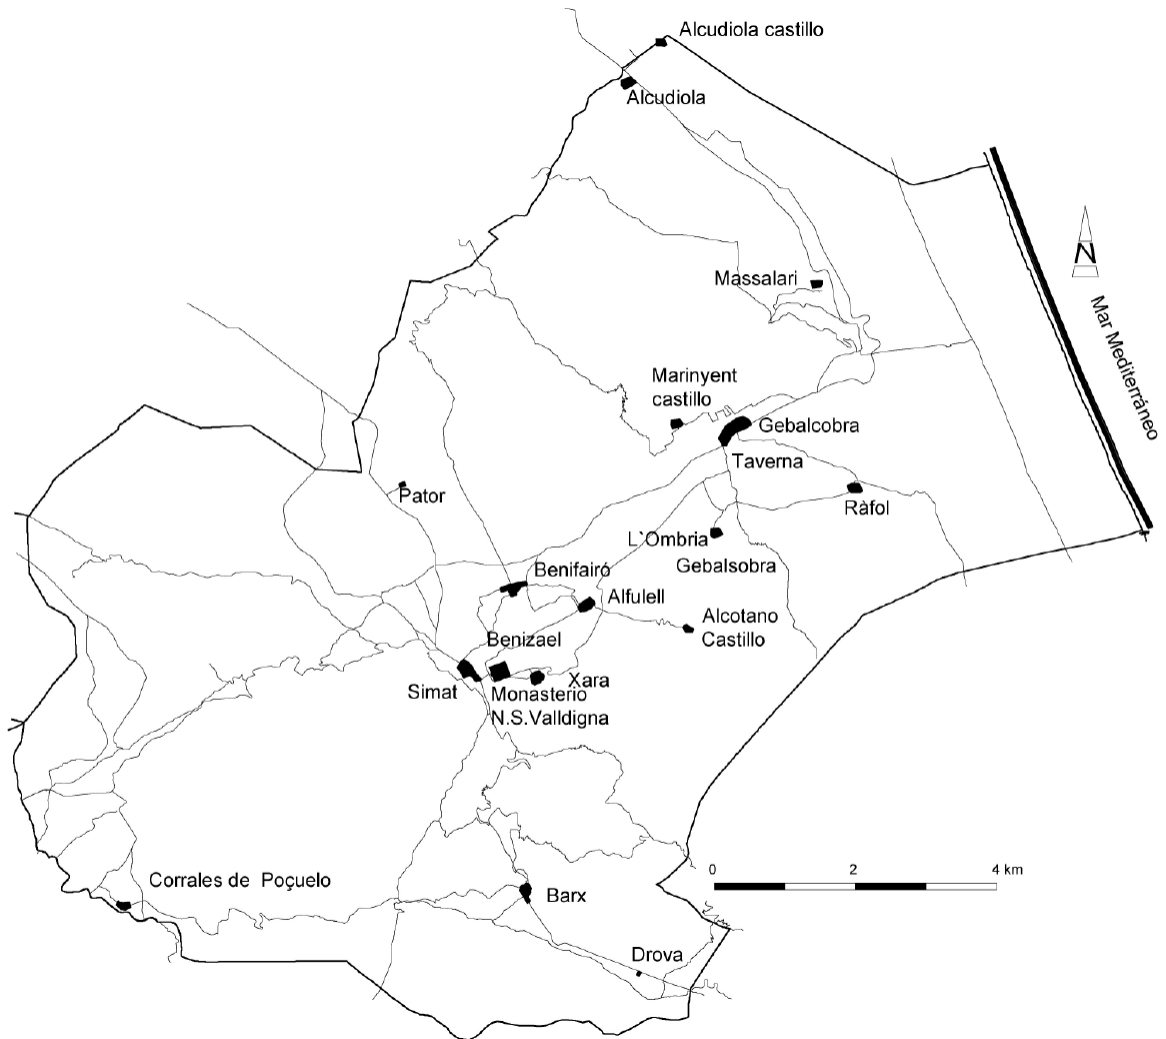 Alcudiola castillo
Alcudiola
N
Massalari
Mar Mediterráneo
Marinyent
castillo
Gebalcobra
Taverna
Pator
Ràfol
L`Ombria
Gebalsobra
Benifairó
Alfulell
Alcotano
Castillo
Benizael
Simat
Xara
Monasterio
N.S.Valldigna
0 2 4 km
Corrales de Poçuelo
Barx
Drova